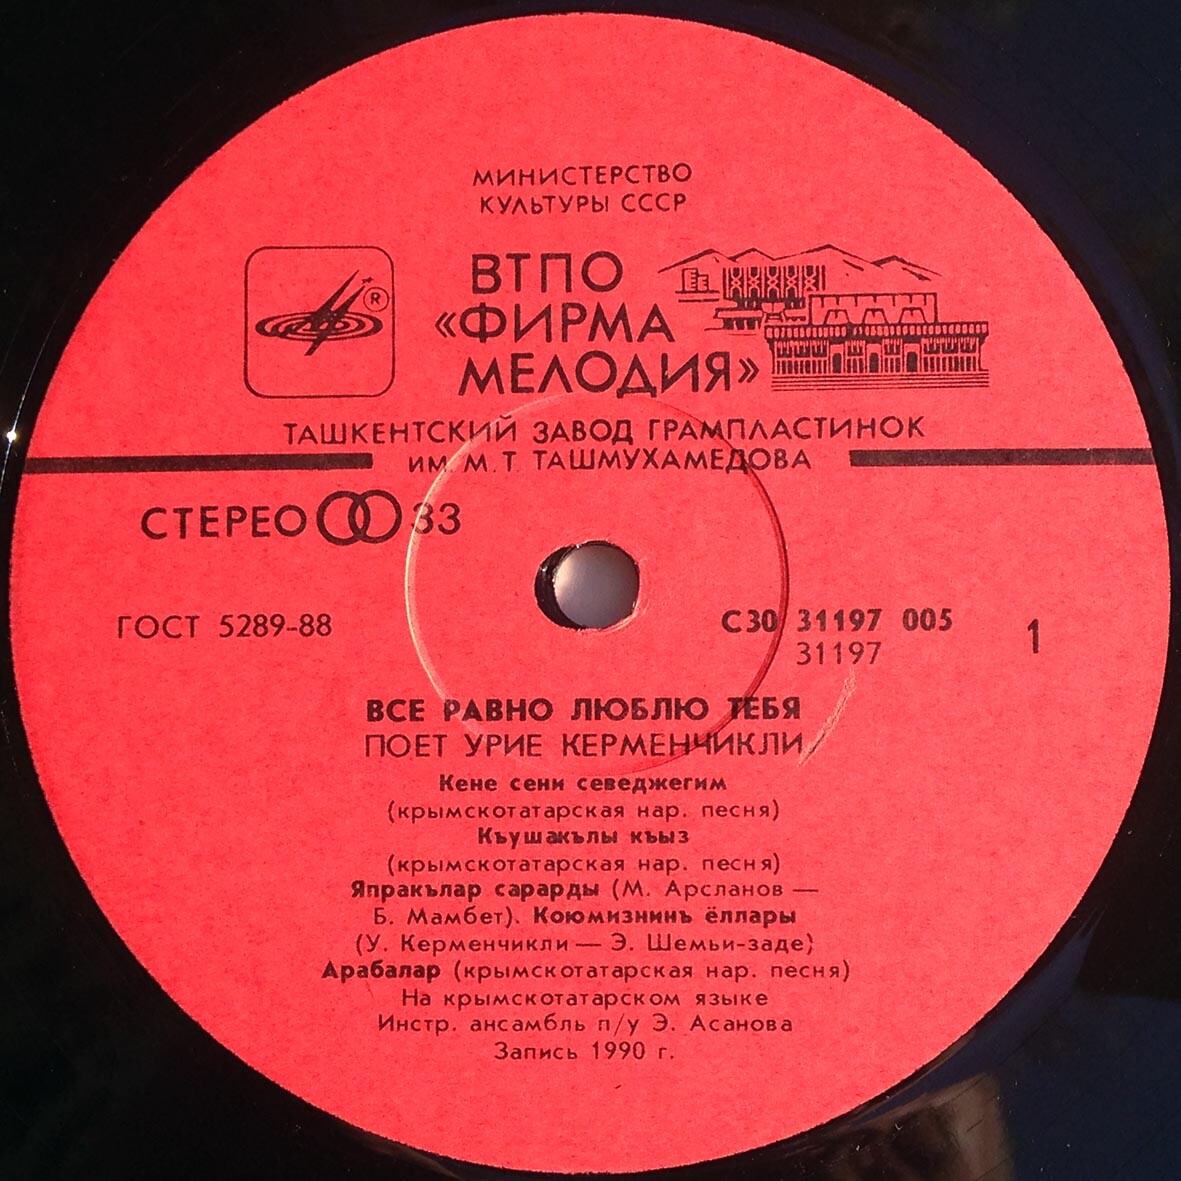 МИНИСТЕРСТВО
КУЛЬТУРЫ СССР
ВТПО
«ФИРМА
МЕЛОДИЯ»
®
ТАШКЕНТСКИЙ ЗАВОД ГРАМПЛАСТИНОК
ИМ. М. Т. ТАШМУХАМЕДОВА
СТЕРЕО 33
ГОСТ 5289-88
С30 31197 005
31197
1
ВСЕ РАВНО ЛЮБЛЮ ТЕБЯ
ПОЕТ УРИЕ КЕРМЕНЧИКЛИ
Кене сени севеджегим
(крымскотатарская нар. песня)
Къушакълы къыз
(крымскотатарская нар. песня)
Япракълар сарарды (М. Арсланов —
Б. Мамбет). Коюмизнинъ ёллары
(У. Керменчикли — Э. Шемьи-заде)
Арабалар (крымскотатарская нар. песня)
На крымскотатарском языке
Инстр. ансамбль п/у Э. Асанова
Запись 1990 г.